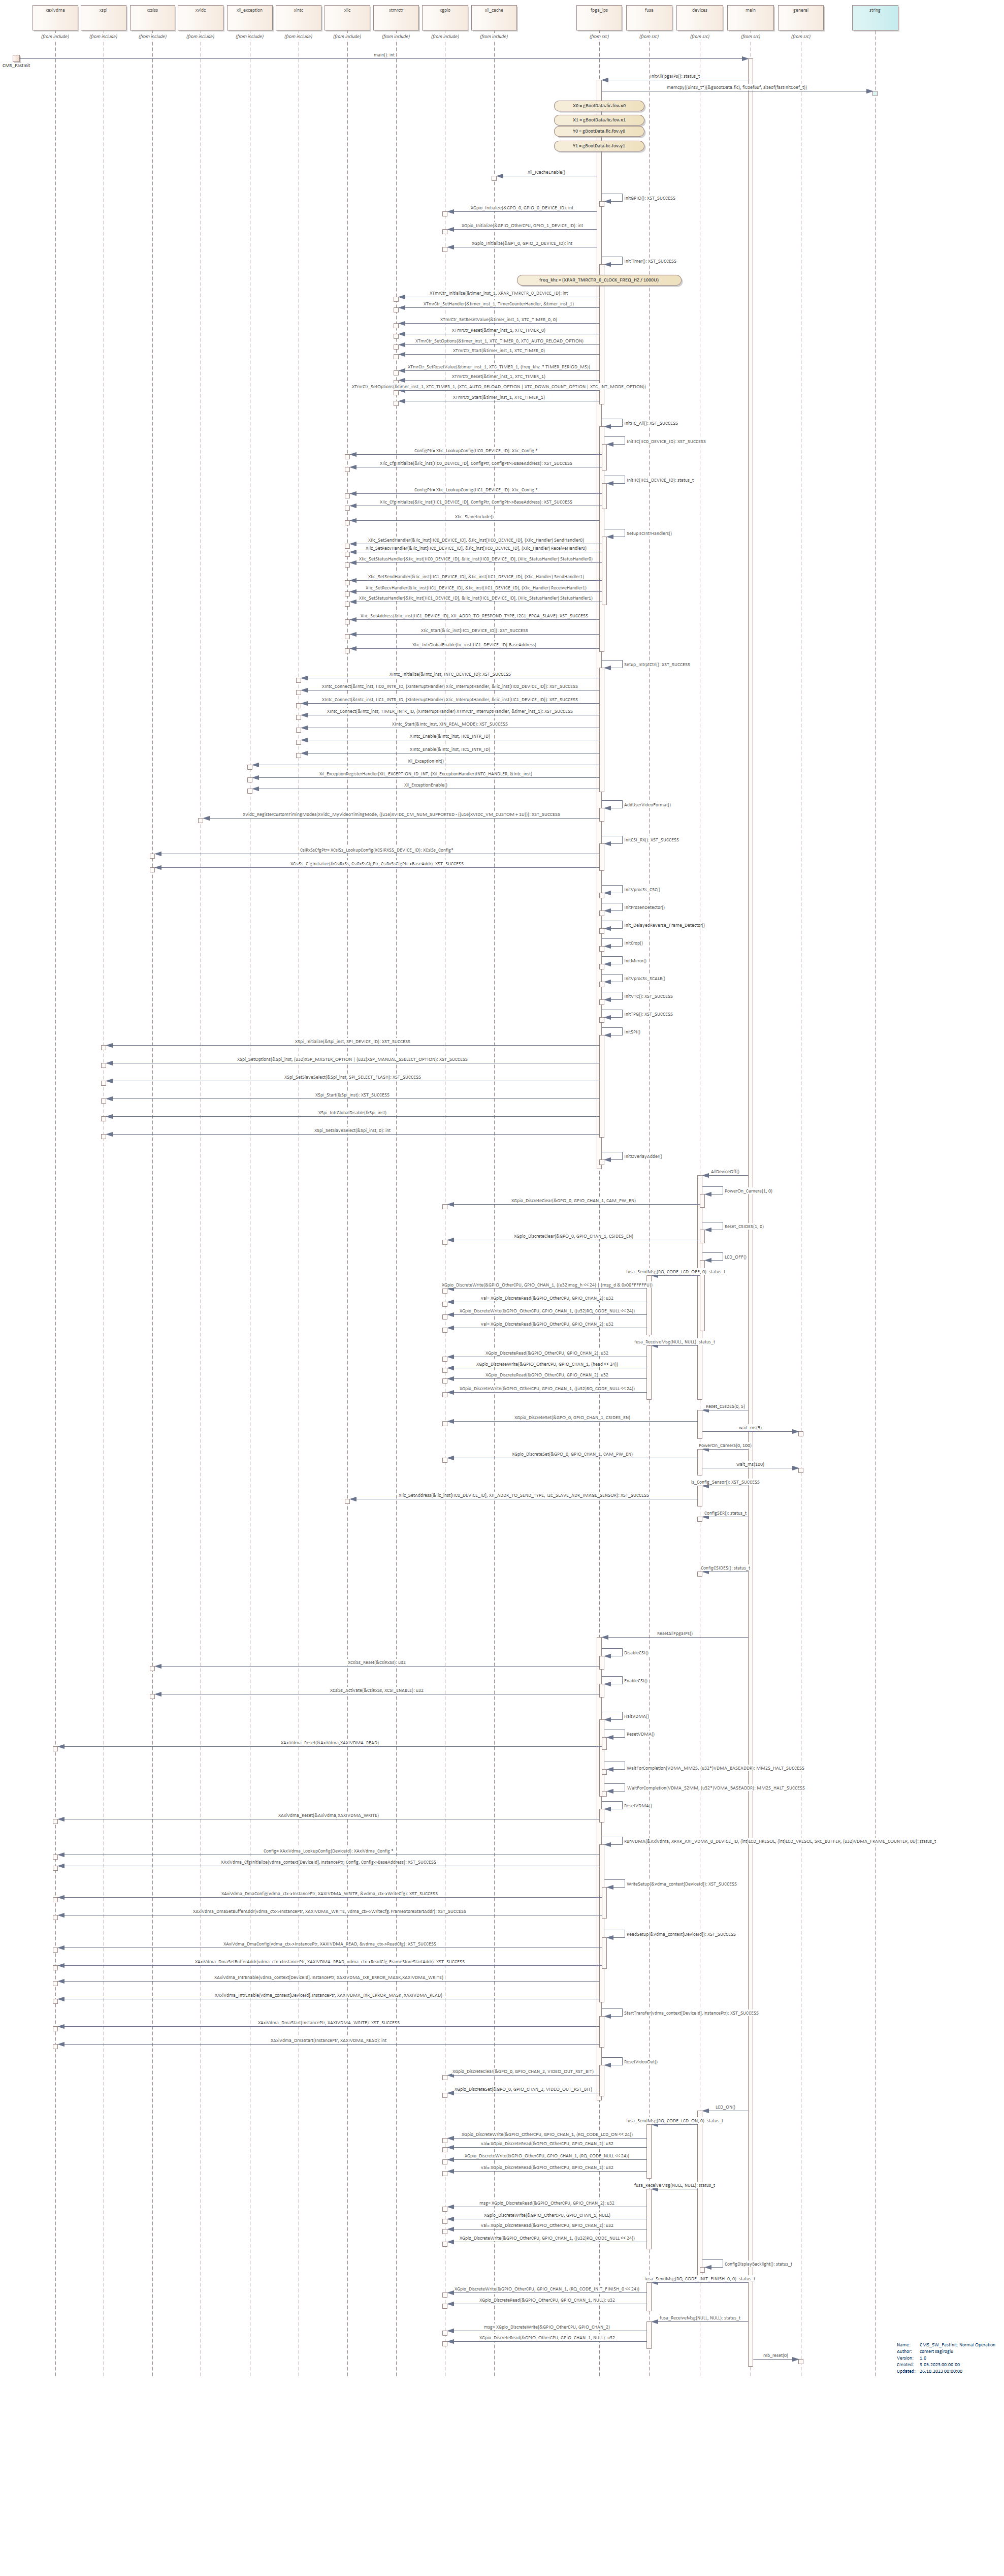 xaxivdma xspi xcsiss xvidc xil_exception xintc xiic xtmrctr xgpio xil_cache fpga_ips fusa devices main general string
(from include) (from include) (from include) (from include) (from include) (from include) (from include) (from include) (from include) (from include) (from src) (from src) (from src) (from src) (from src)
main(): int
CMS_FastInit
InitAllFpgaIPs(): status_t
memcpy((uint8_t*)(&gBootData.fic), ficsefBuf, sizeof(fastInitCsef_t))
X0 = gBootData.fic.fov.x0
X1 = gBootData.fic.fov.x1
Y0 = gBootData.fic.fov.y0
Y1 = gBootData.fic.fov.y1
Xil_ICacheEnable()
InitGPIO(): XST_SUCCESS
XGpio_Initialize(&GPO_0, GPIO_0_DEVICE_ID): int
XGpio_Initialize(&GPIO_OtherCPU, GPIO_1_DEVICE_ID): int
XGpio_Initialize(&GPI_0, GPIO_2_DEVICE_ID): int
InitTimer(): XST_SUCCESS
freq_khz = (XPAR_TMRCTR_0_CLOCK_FREQ_HZ / 1000U)
XTmrCtr_Initialize(&timer_inst_1, XPAR_TMRCTR_0_DEVICE_ID): int
XTmrCtr_SetHandler(&timer_inst_1, TimerCounterHandler, &timer_inst_1)
XTmrCtr_SetResetValue(&timer_inst_1, XTC_TIMER_0, 0)
XTmrCtr_Reset(&timer_inst_1, XTC_TIMER_0)
XTmrCtr_SetOptions(&timer_inst_1, XTC_TIMER_0, XTC_AUTO_RELOAD_OPTION)
XTmrCtr_Start(&timer_inst_1, XTC_TIMER_0)
XTmrCtr_SetResetValue(&timer_inst_1, XTC_TIMER_1, (freq_khz * TIMER_PERIOD_MS))
XTmrCtr_Reset(&timer_inst_1, XTC_TIMER_1)
XTmrCtr_SetOptions(&timer_inst_1, XTC_TIMER_1, (XTC_AUTO_RELOAD_OPTION | XTC_DOWN_COUNT_OPTION | XTC_INT_MODE_OPTION))
XTmrCtr_Start(&timer_inst_1, XTC_TIMER_1)
InitIIC_All(): XST_SUCCESS
InitIIC(IIC0_DEVICE_ID): XST_SUCCESS
ConfigPtr= XIic_LookupConfig(IIC0_DEVICE_ID): XIic_Config *
XIic_CfgInitialize(&iic_inst[IIC0_DEVICE_ID], ConfigPtr, ConfigPtr->BaseAddress): XST_SUCCESS
InitIIC(IIC1_DEVICE_ID): status_t
ConfigPtr= XIic_LookupConfig(IIC1_DEVICE_ID): XIic_Config *
XIic_CfgInitialize(&iic_inst[IIC1_DEVICE_ID], ConfigPtr, ConfigPtr->BaseAddress): XST_SUCCESS
XIic_SlaveInclude()
SetupIICIntrHandlers()
XIic_SetSendHandler(&iic_inst[IIC0_DEVICE_ID], &iic_inst[IIC0_DEVICE_ID], (XIic_Handler) SendHandler0)
XIic_SetRecvHandler(&iic_inst[IIC0_DEVICE_ID], &iic_inst[IIC0_DEVICE_ID], (XIic_Handler) ReceiveHandler0)
XIic_SetStatusHandler(&iic_inst[IIC0_DEVICE_ID], &iic_inst[IIC0_DEVICE_ID], (XIic_StatusHandler) StatusHandler0)
XIic_SetSendHandler(&iic_inst[IIC1_DEVICE_ID], &iic_inst[IIC1_DEVICE_ID], (XIic_Handler) SendHandler1)
XIic_SetRecvHandler(&iic_inst[IIC1_DEVICE_ID], &iic_inst[IIC1_DEVICE_ID], (XIic_Handler) ReceiveHandler1)
XIic_SetStatusHandler(&iic_inst[IIC1_DEVICE_ID], &iic_inst[IIC1_DEVICE_ID], (XIic_StatusHandler) StatusHandler1)
XIic_SetAddress(&iic_inst[IIC1_DEVICE_ID], XII_ADDR_TO_RESPOND_TYPE, I2C1_FPGA_SLAVE): XST_SUCCESS
XIic_Start(&iic_inst[IIC1_DEVICE_ID]): XST_SUCCESS
XIic_IntrGlobalEnable(iic_inst[IIC1_DEVICE_ID].BaseAddress)
Setup_IntrptCtrl(): XST_SUCCESS
XIntc_Initialize(&intc_inst, INTC_DEVICE_ID): XST_SUCCESS
XIntc_Connect(&intc_inst, IIC0_INTR_ID, (XInterruptHandler) XIic_InterruptHandler, &iic_inst[IIC0_DEVICE_ID]): XST_SUCCESS
XIntc_Connect(&intc_inst, IIC1_INTR_ID, (XInterruptHandler) XIic_InterruptHandler, &iic_inst[IIC1_DEVICE_ID]): XST_SUCCESS
XIntc_Connect(&intc_inst, TIMER_INTR_ID, (XInterruptHandler) XTmrCtr_InterruptHandler, &timer_inst_1): XST_SUCCESS
XIntc_Start(&intc_inst, XIN_REAL_MODE): XST_SUCCESS
XIntc_Enable(&intc_inst, IIC0_INTR_ID)
XIntc_Enable(&intc_inst, IIC1_INTR_ID)
Xil_ExceptionInit()
Xil_ExceptionRegisterHandler(XIL_EXCEPTION_ID_INT, (Xil_ExceptionHandler)INTC_HANDLER, &intc_inst)
Xil_ExceptionEnable()
AddUserVideoFormat()
XVidC_RegisterCustomTimingModes(XVidC_MyVideoTimingMode, ((u16)XVIDC_CM_NUM_SUPPORTED - ((u16)XVIDC_VM_CUSTOM + 1u))): XST_SUCCESS
InitCSI_RX(): XST_SUCCESS
CsiRxSsCfgPtr= XCsiSs_LookupConfig(XCSIRXSS_DEVICE_ID): XCsiSs_Config*
XCsiSs_CfgInitialize(&CsiRxSs, CsiRxSsCfgPtr, CsiRxSsCfgPtr->BaseAddr): XST_SUCCESS
InitVprocSs_CSC()
InitFrozenDetector()
Init_DelayedReverse_Frame_Detector()
InitCrop()
InitMirror()
InitVprocSs_SCALE()
InitVTC(): XST_SUCCESS
InitTPG(): XST_SUCCESS
InitSPI()
XSpi_Initialize(&Spi_Inst, SPI_DEVICE_ID): XST_SUCCESS
XSpi_SetOptions(&Spi_Inst, (u32)XSP_MASTER_OPTION | (u32)XSP_MANUAL_SSELECT_OPTION): XST_SUCCESS
XSpi_SetSlaveSelect(&Spi_Inst, SPI_SELECT_FLASH): XST_SUCCESS
XSpi_Start(&Spi_Inst): XST_SUCCESS
XSpi_IntrGlobalDisable(&Spi_Inst)
XSpi_SetSlaveSelect(&Spi_Inst, 0): int
InitOverlayAdder()
AllDeviceOff()
PowerOn_Camera(1, 0)
XGpio_DiscreteClear(&GPO_0, GPIO_CHAN_1, CAM_PW_EN)
Reset_CSIDES(1, 0)
XGpio_DiscreteClear(&GPO_0, GPIO_CHAN_1, CSIDES_EN)
LCD_OFF()
fusa_SendMsg(RQ_CODE_LCD_OFF, 0): status_t
XGpio_DiscreteWrite(&GPIO_OtherCPU, GPIO_CHAN_1, ((u32)msg_h << 24) | (msg_d & 0x00FFFFFFu))
val= XGpio_DiscreteRead(&GPIO_OtherCPU, GPIO_CHAN_2): u32
XGpio_DiscreteWrite(&GPIO_OtherCPU, GPIO_CHAN_1, ((u32)RQ_CODE_NULL << 24))
val= XGpio_DiscreteRead(&GPIO_OtherCPU, GPIO_CHAN_2): u32
fusa_ReceiveMsg(NULL, NULL): status_t
XGpio_DiscreteRead(&GPIO_OtherCPU, GPIO_CHAN_2): u32
XGpio_DiscreteWrite(&GPIO_OtherCPU, GPIO_CHAN_1, (head << 24))
XGpio_DiscreteRead(&GPIO_OtherCPU, GPIO_CHAN_2): u32
XGpio_DiscreteWrite(&GPIO_OtherCPU, GPIO_CHAN_1, ((u32)RQ_CODE_NULL << 24))
Reset_CSIDES(0, 5)
XGpio_DiscreteSet(&GPO_0, GPIO_CHAN_1, CSIDES_EN)
wait_ms(5)
PowerOn_Camera(0, 100)
XGpio_DiscreteSet(&GPO_0, GPIO_CHAN_1, CAM_PW_EN)
wait_ms(100)
Is_Config_Sensor(): XST_SUCCESS
XIic_SetAddress(&iic_inst[IIC0_DEVICE_ID], XII_ADDR_TO_SEND_TYPE, I2C_SLAVE_ADR_IMAGE_SENSOR): XST_SUCCESS
ConfigSER(): status_t
ConfigCSIDES(): status_t
ResetAllFpgaIPs()
DisableCSI()
XCsiSs_Reset(&CsiRxSs): u32
EnableCSI()
XCsiSs_Activate(&CsiRxSs, XCSI_ENABLE): u32
HaltVDMA()
ResetVDMA()
XAxiVdma_Reset(&AxiVdma,XAXIVDMA_READ)
WaitForCompletion(VDMA_MM2S, (u32*)VDMA_BASEADDR): MM2S_HALT_SUCCESS
WaitForCompletion(VDMA_S2MM, (u32*)VDMA_BASEADDR): MM2S_HALT_SUCCESS
ResetVDMA()
XAxiVdma_Reset(&AxiVdma,XAXIVDMA_WRITE)
RunVDMA(&AxiVdma, XPAR_AXI_VDMA_0_DEVICE_ID, (int)LCD_HRESOL, (int)LCD_VRESOL, SRC_BUFFER, (u32)VDMA_FRAME_COUNTER, 0U): status_t
Config= XAxiVdma_LookupConfig(DeviceId): XAxiVdma_Config *
XAxiVdma_CfgInitialize(vdma_context[DeviceId].InstancePtr, Config, Config->BaseAddress): XST_SUCCESS
WriteSetup(&vdma_context[DeviceId]): XST_SUCCESS
XAxiVdma_DmaConfig(vdma_ctx->InstancePtr, XAXIVDMA_WRITE, &vdma_ctx->WriteCfg): XST_SUCCESS
XAxiVdma_DmaSetBufferAddr(vdma_ctx->InstancePtr, XAXIVDMA_WRITE, vdma_ctx->WriteCfg.FrameStoreStartAddr): XST_SUCCESS
ReadSetup(&vdma_context[DeviceId]): XST_SUCCESS
XAxiVdma_DmaConfig(vdma_ctx->InstancePtr, XAXIVDMA_READ, &vdma_ctx->ReadCfg): XST_SUCCESS
XAxiVdma_DmaSetBufferAddr(vdma_ctx->InstancePtr, XAXIVDMA_READ, vdma_ctx->ReadCfg.FrameStoreStartAddr): XST_SUCCESS
XAxiVdma_IntrEnable(vdma_context[DeviceId].InstancePtr, XAXIVDMA_IXR_ERROR_MASK,XAXIVDMA_WRITE)
XAxiVdma_IntrEnable(vdma_context[DeviceId].InstancePtr, XAXIVDMA_IXR_ERROR_MASK,XAXIVDMA_READ)
StartTransfer(vdma_context[DeviceId].InstancePtr): XST_SUCCESS
XAxiVdma_DmaStart(InstancePtr, XAXIVDMA_WRITE): XST_SUCCESS
XAxiVdma_DmaStart(InstancePtr, XAXIVDMA_READ): int
ResetVideoOut()
XGpio_DiscreteClear(&GPO_0, GPIO_CHAN_2, VIDEO_OUT_RST_BIT)
XGpio_DiscreteSet(&GPO_0, GPIO_CHAN_2, VIDEO_OUT_RST_BIT)
LCD_ON()
fusa_SendMsg(RQ_CODE_LCD_ON, 0): status_t
XGpio_DiscreteWrite(&GPIO_OtherCPU, GPIO_CHAN_1, (RQ_CODE_LCD_ON << 24))
val= XGpio_DiscreteRead(&GPIO_OtherCPU, GPIO_CHAN_2): u32
XGpio_DiscreteWrite(&GPIO_OtherCPU, GPIO_CHAN_1, (RQ_CODE_NULL << 24))
val= XGpio_DiscreteRead(&GPIO_OtherCPU, GPIO_CHAN_2): u32
fusa_ReceiveMsg(NULL, NULL): status_t
msg= XGpio_DiscreteRead(&GPIO_OtherCPU, GPIO_CHAN_2): u32
XGpio_DiscreteWrite(&GPIO_OtherCPU, GPIO_CHAN_1, NULL)
val= XGpio_DiscreteRead(&GPIO_OtherCPU, GPIO_CHAN_2): u32
XGpio_DiscreteWrite(&GPIO_OtherCPU, GPIO_CHAN_1, ((u32)RQ_CODE_NULL << 24))
ConfigDisplayBacklight(): status_t
fusa_SendMsg(RQ_CODE_INIT_FINISH_0, 0): status_t
XGpio_DiscreteWrite(&GPIO_OtherCPU, GPIO_CHAN_1, (RQ_CODE_INIT_FINISH_0 << 24))
XGpio_DiscreteRead(&GPIO_OtherCPU, GPIO_CHAN_1, NULL): u32
fusa_ReceiveMsg(NULL, NULL): status_t
msg= XGpio_DiscreteWrite(&GPIO_OtherCPU, GPIO_CHAN_2)
XGpio_DiscreteRead(&GPIO_OtherCPU, GPIO_CHAN_1, NULL): u32
mb_reset(0)
Name: CMS_SW_FastInit: Normal Operation
Author: comert sagiroglu
Version: 1.0
Created: 3.05.2023 00:00:00
Updated: 26.10.2023 00:00:00